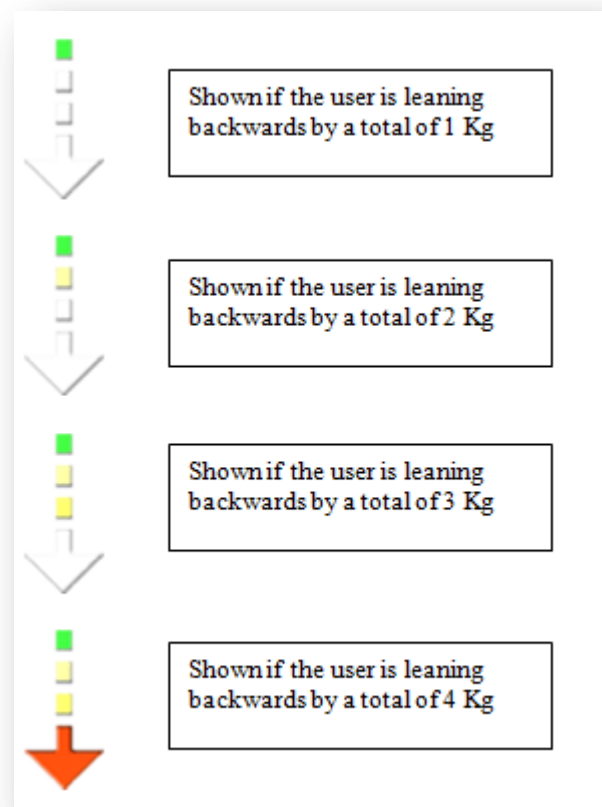 Shown if the user is leaning
backwards by a total of 1 Kg
Shown if the user is leaning
backwards by a total of 2 Kg
Shown if the user is leaning
backwards by a total of 3 Kg
Shown if the user is leaning
backwards by a total of 4 Kg